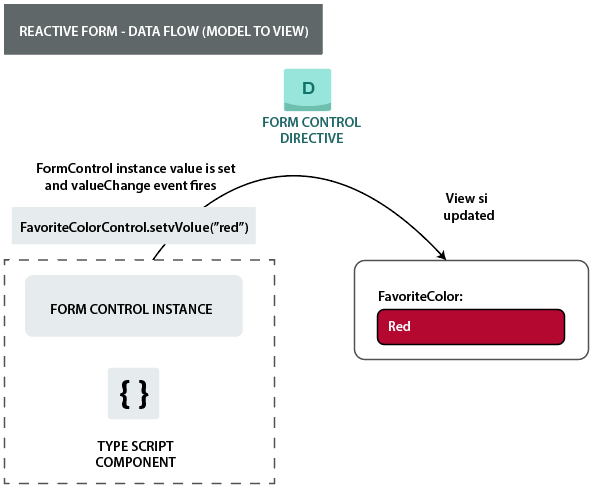 REACTIVE FORM - DATA FLOW (MODEL TO VIEW)
D
FORM CONTROL
DIRECTIVE
FormControl instance value is set
and valueChange event fires
View si
updated
FavoriteColorControl.setvValue("red")
FORM CONTROL INSTANCE
FavoriteColor:
Red
{ }
TYPE SCRIPT
COMPONENT